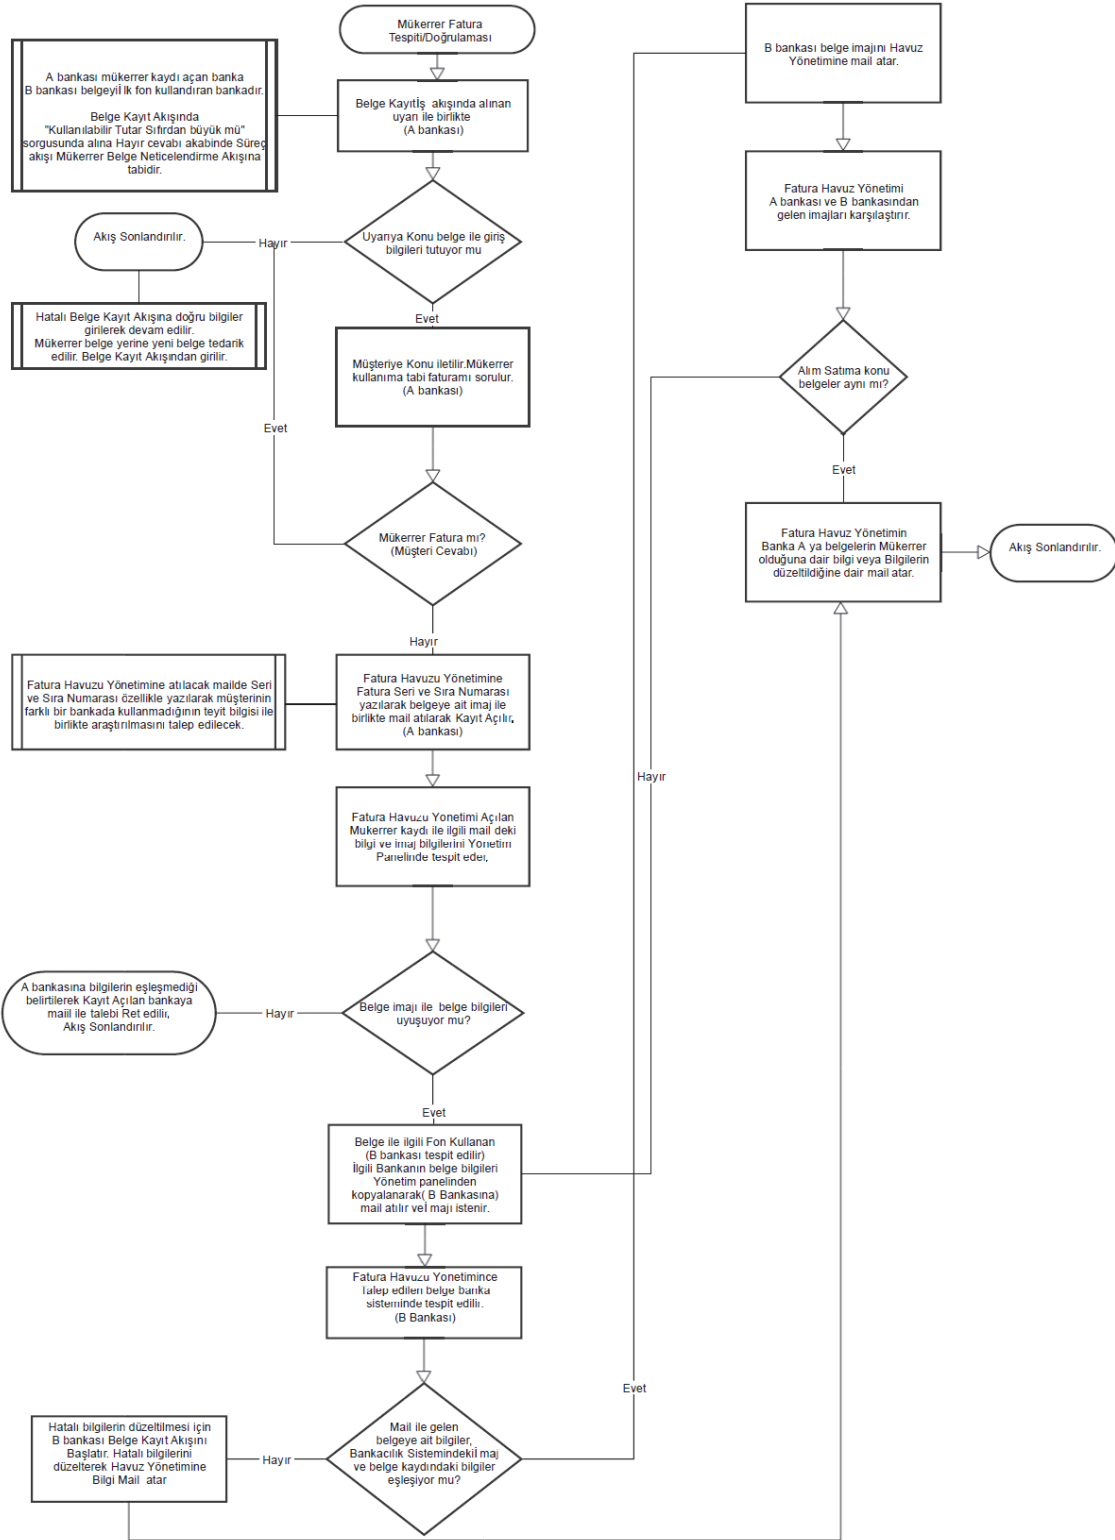 Mükerrer Fatura
Tespiti/Doğrulaması
A bankası mükerrer kaydı açan banka
B bankası belgeyiİ lk fon kullandıran bankadır.
Belge Kayıt Akışında
"Kullanılabilir Tutar Sıfırdan büyük mü"
sorgusunda alına Hayır cevabı akabinde Süreç
akışı Mükerrer Belge Neticelendirme Akışına
tabidir.
Belge Kayıtİş akışında alınan
uyarı ile birlikte
(A bankası)
Uyarıya Konu belge ile giriş
bilgileri tutuyor mu
Hayır
Akış Sonlandırılır.
Hatalı Belge Kayıt Akışına doğru bilgiler
girilerek devam edilir.
Mükerrer belge yerine yeni belge tedarik
edilir. Belge Kayıt Akışından girilir.
Evet
Müşteriye Konu iletilir.Mükerrer
kullanıma tabi faturamı sorulur.
(A bankası)
Evet
Mükerrer Fatura mı?
(Müşteri Cevabı)
Hayır
Fatura Havuzu Yönetimine atılacak mailde Seri
ve Sıra Numarası özellikle yazılarak müşterinin
farklı bir bankada kullanmadığının teyit bilgisi ile
birlikte araştırılmasını talep edilecek.
Fatura Havuzu Yönetimine
Fatura Seri ve Sıra Numarası
yazılarak belgeye ait imaj ile
birlikte mail atılarak Kayıt Açılır.
(A bankası)
Fatura Havuzu Yonetimi Açılan
Mukerrer kaydı ile ilgili mail deki
bilgi ve imaj bilgilerini Yonetim
Panelinde tespit eder,
Belge imajı ile belge bilgileri
uyuşuyor mu?
Hayır
A bankasına bilgilerin eşleşmediği
belirtilerek Kayıt Açılan bankaya
maiil ile talebi Ret edilir,
Akış Sonlandırılır.
Evet
Belge ile ilgili Fon Kullanan
(B bankası tespit edilir)
İlgili Bankanın belge bilgileri
Yönetim panelinden
kopyalanarak( B Bankasına)
mail atılır veİ majı istenir.
Fatura Havuzu Yonetimince
Talep edilen belge banka
sisteminde tespit edilir.
(B Bankası)
Mail ile gelen
belgeye ait bilgiler,
Bankacılık Sistemindekiİ maj
ve belge kaydındaki bilgiler
eşleşiyor mu?
Hayır
Hatalı bilgilerin düzeltilmesi için
B bankası Belge Kayıt Akışını
Başlatır. Hatalı bilgilerini
düzelterek Havuz Yönetimine
Bilgi Mail atar
Evet
B bankası belge imajını Havuz
Yönetimine mail atar.
Fatura Havuz Yönetimi
A bankası ve B bankasından
gelen imajları karşılaştırır.
Alım Satıma konu
belgeler aynı mı?
Hayır
Evet
Fatura Havuz Yönetimin
Banka A ya belgelerin Mükerrer
olduğuna dair bilgi veya Bilgilerin
düzeltildiğine dair mail atar.
Akış Sonlandırılır.